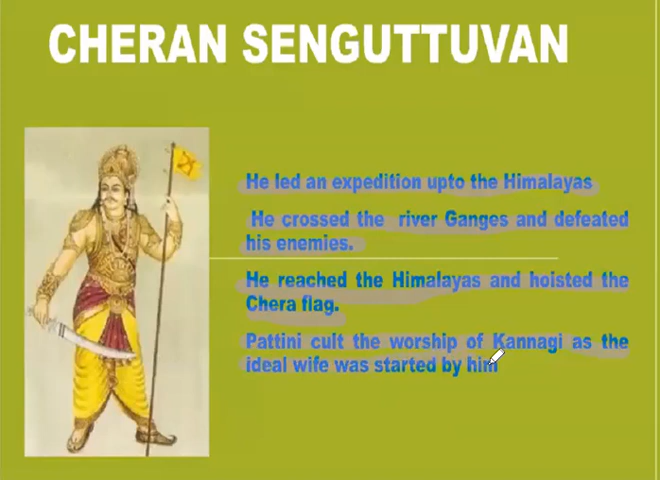 CHERAN SENGUTTUVAN
He led an expedition upto the Himalayas
He crossed the river Ganges and defeated
his enemies.
He reached the Himalayas and hoisted the
Chera flag.
Pattini cult the worship of Kannagi as the
ideal wife was started by him